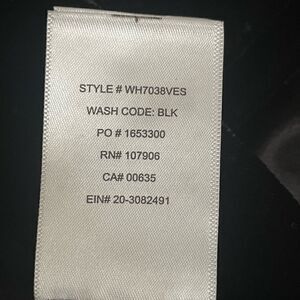 STYLE # WH7038VES
WASH CODE: BLK
PO # 1653300
RN# 107906
CA# 00635
EIN# 20-3082491